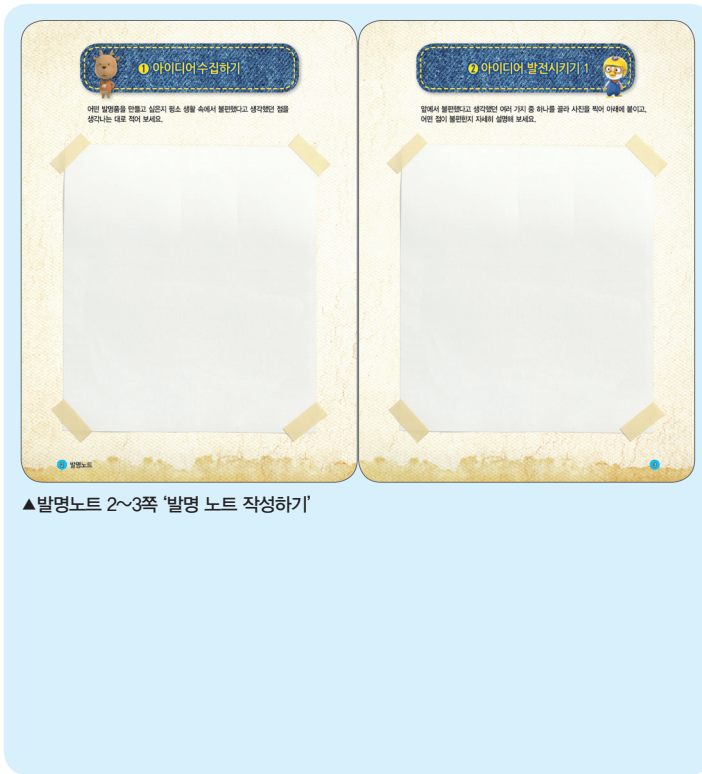 ❶ 아이디어수집하기
어떤 발명품을 만들고 싶은지 평소 생활 속에서 불편했다고 생각했던 점을
생각나는 대로 적어 보세요.
발명노트
❷ 아이디어 발전시키기 1
앞에서 불편했다고 생각했던 여러 가지 중 하나를 골라 사진을 찍어 아래에 붙이고,
어떤 점이 불편한지 자세히 설명해 보세요.
▲발명노트 2~3쪽 ‘발명 노트 작성하기’